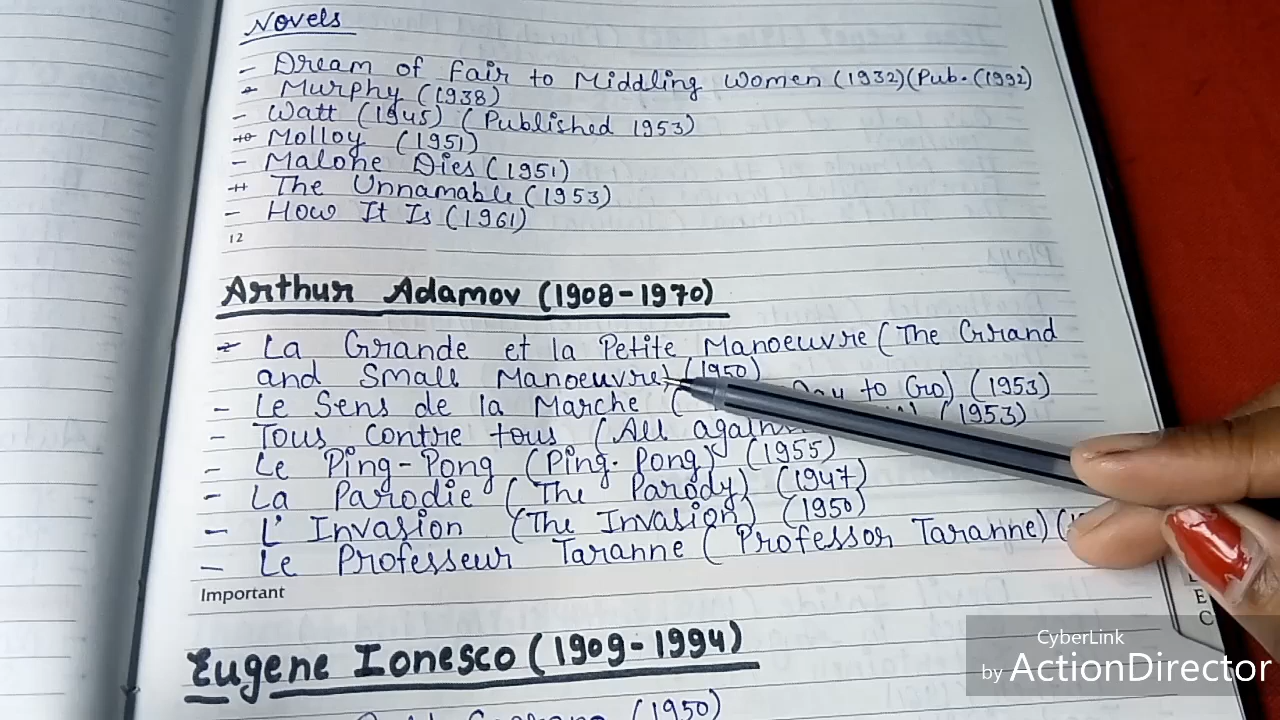 Novels
- Dream of Fair to Middling Women (1932) (Pub. (1992)
- Murphy (1938)
- Watt (1945) (Published 1953)
- Molloy (1951)
- Malone Dies (1951)
- The Unnamable (1953)
- How It Is (1961)
12
Arthur Adamov (1908-1970)
- La Grande et la Petite Manoeuvre (The Grand
and Small Manoeuvre) (1950)
- Le Sens de la Marche ( to Go) (1953)
- Tous contre tous (All (1953)
- Le Ping-Pong (Ping-Pong) (1955)
- La Parodie (The Parody) (1947)
- L'Invasion (The Invasion) (1950)
- Le Professeur Taranne (Professor Taranne) (
Important
Eugene Ionesco (1909-1994)
(1950)
E
C
CyberLink
by ActionDirector